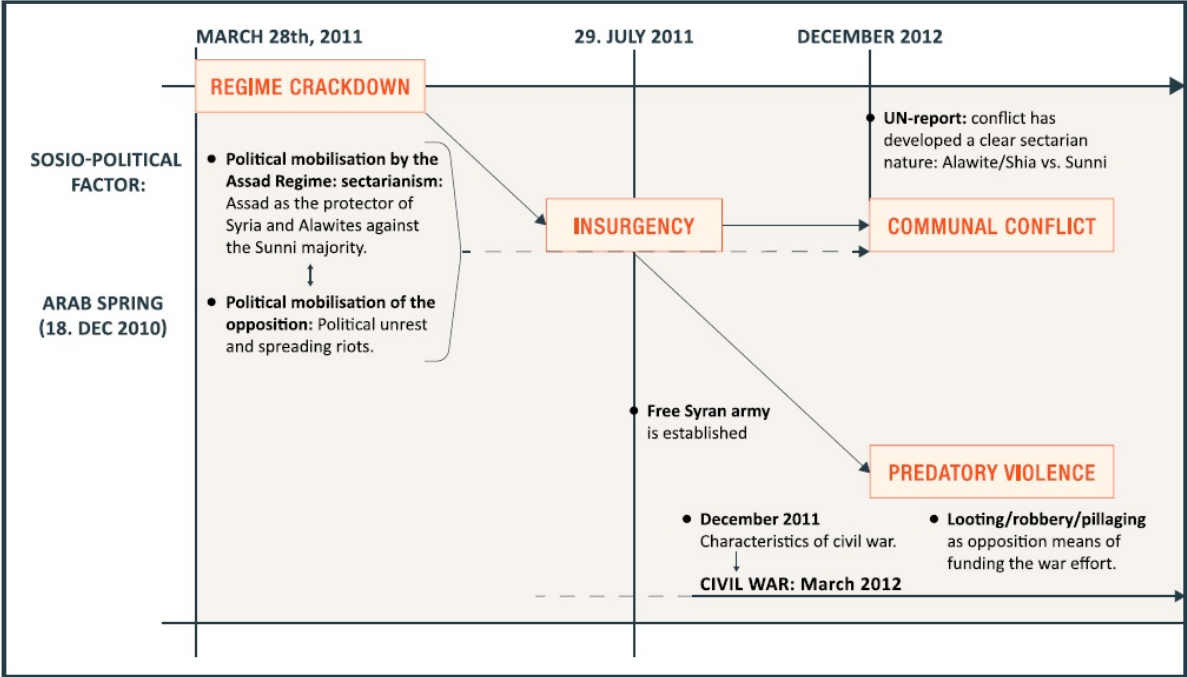 MARCH 28th, 2011
29. JULY 2011
DECEMBER 2012
REGIME CRACKDOWN
SOSIO-POLITICAL
FACTOR:
ARAB SPRING
(18. DEC 2010)
Political mobilisation by the
Assad Regime: sectarianism:
Assad as the protector of
Syria and Alawites against
the Sunni majority.
Political mobilisation of the
opposition: Political unrest
and spreading riots.
INSURGENCY
Free Syran army
is established
UN-report: conflict has
developed a clear sectarian
nature: Alawite/Shia vs. Sunni
COMMUNAL CONFLICT
PREDATORY VIOLENCE
December 2011
Characteristics of civil war.
CIVIL WAR: March 2012
Looting/robbery/pillaging
as opposition means of
funding the war effort.